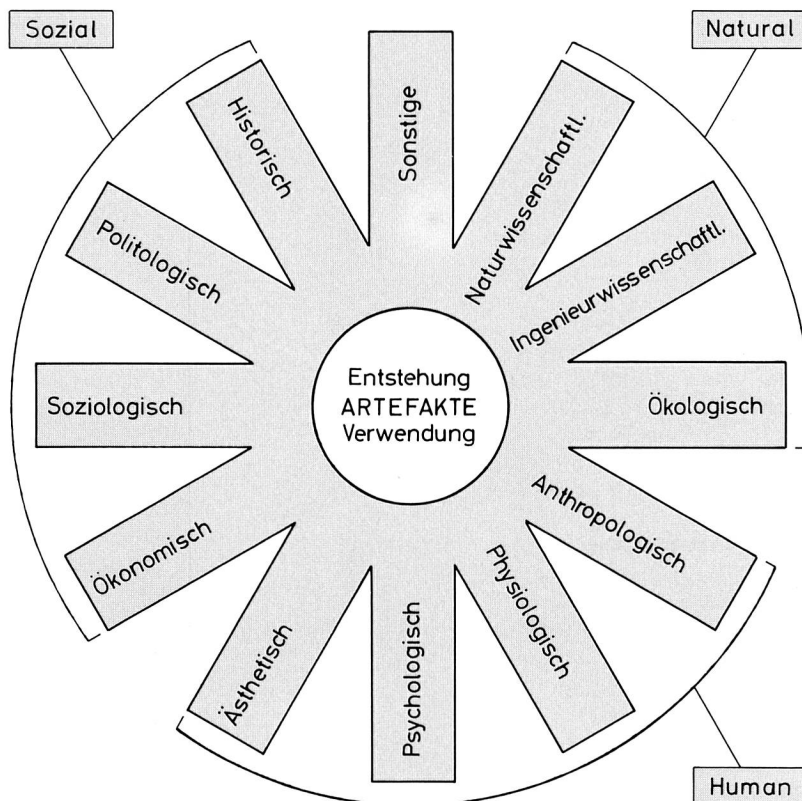 Sozial
Natural
Historisch
Sonstige
Naturwissenschaftl.
Politologisch
Ingenieurwissenschaftl.
Soziologisch
Entstehung
ARTEFAKTE
Verwendung
Ökologisch
Ökonomisch
Anthropologisch
Ästhetisch
Psychologisch
Physiologisch
Human